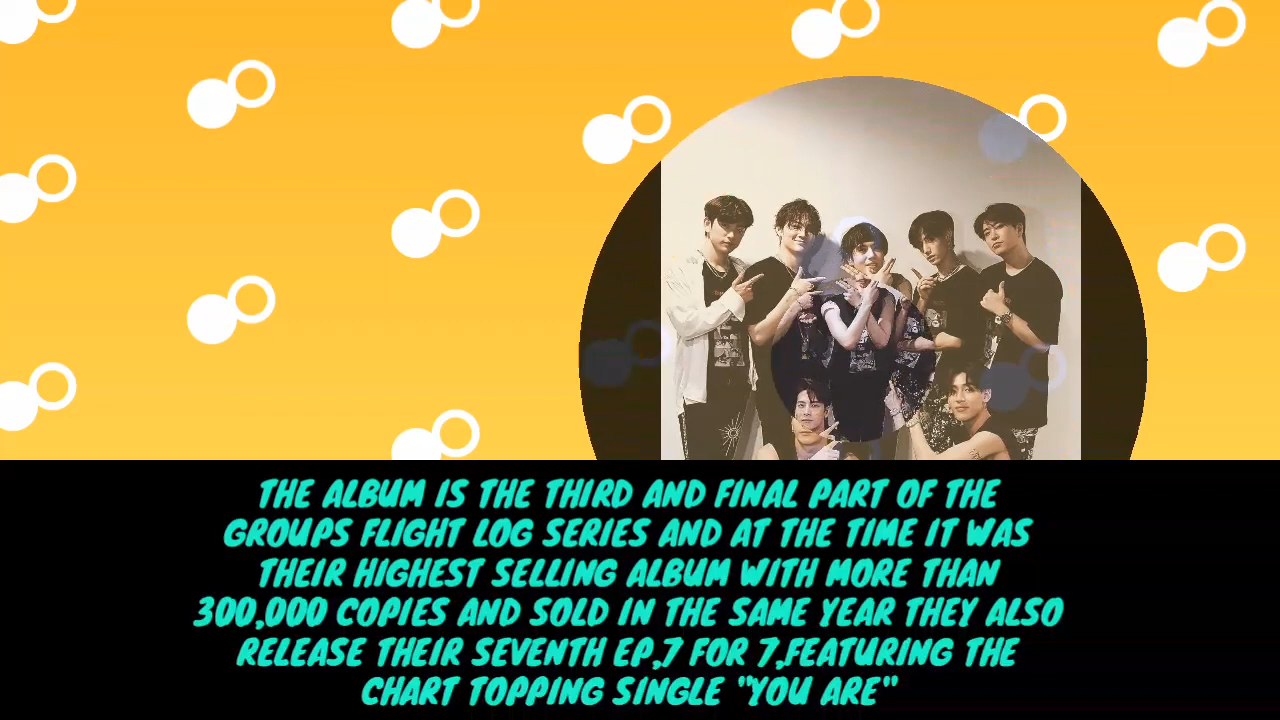 THE ALBUM IS THE THIRD AND FINAL PART OF THE
GROUPS FLIGHT LOG SERIES AND AT THE TIME IT WAS
THEIR HIGHEST SELLING ALBUM WITH MORE THAN
300,000 COPIES AND SOLD IN THE SAME YEAR THEY ALSO
RELEASE THEIR SEVENTH EP,7 FOR 7,FEATURING THE
CHART TOPPING SINGLE "YOU ARE"